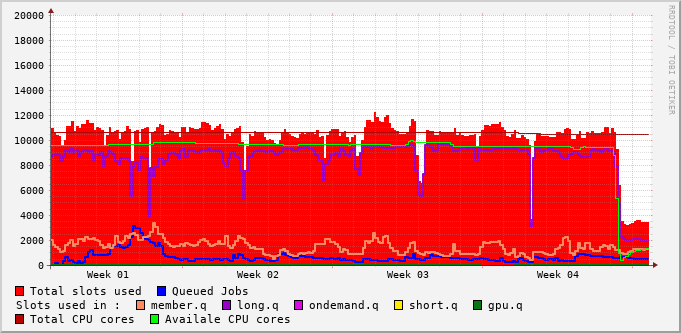 20000
18000
16000
14000
12000
10000
8000
6000
4000
2000
0
Week 01 Week 02 Week 03 Week 04
RRDTOOL / TOBI OETIKER
Total slots used Queued Jobs
Slots used in : member.q long.q ondemand.q short.q gpu.q
Total CPU cores Availale CPU cores